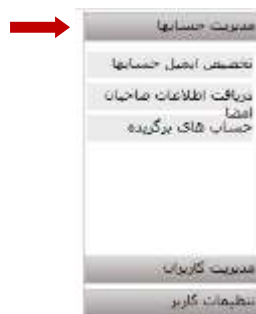 مدیریت حسابها
تخصیص ایمیل حسابها
دریافت اطلاعات صاحبان
امضا
حساب های برگزیده
مدیریت کاربران
تنظیمات کاربر